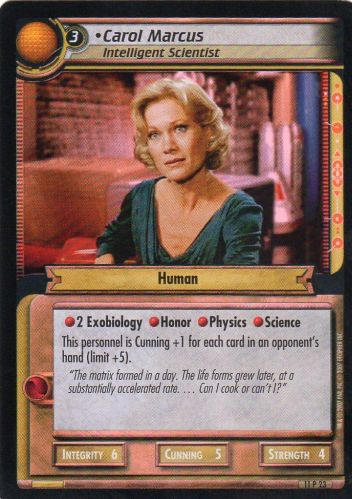 3 •Carol Marcus
Intelligent Scientist
Human
2 Exobiology Honor Physics Science
This personnel is Cunning +1 for each card in an opponent's
hand (limit +5).
"The matrix formed in a day. The life forms grew later, at a
substantially accelerated rate. … Can I cook or can't I?"
INTEGRITY 6 CUNNING 5 STRENGTH 4
11 P 23